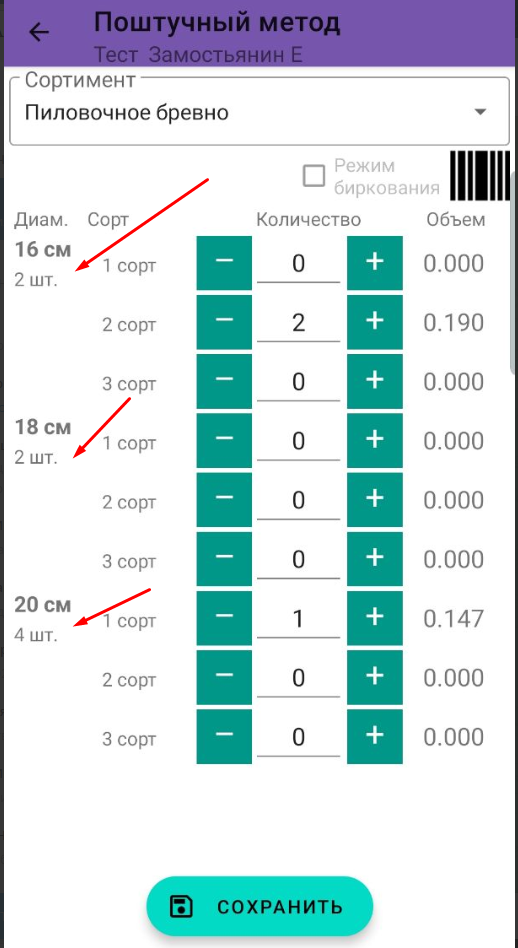 Поштучный метод
Тест Замостьянин Е
Сортимент
Пиловочное бревно
Режим
биркования
Диам. Сорт Количество Объем
16 см
2 шт.
1 сорт − 0 + 0.000
2 сорт − 2 + 0.190
3 сорт − 0 + 0.000
18 см
2 шт.
1 сорт − 0 + 0.000
2 сорт − 0 + 0.000
3 сорт − 0 + 0.000
20 см
4 шт.
1 сорт − 1 + 0.147
2 сорт − 0 + 0.000
3 сорт − 0 + 0.000
СОХРАНИТЬ